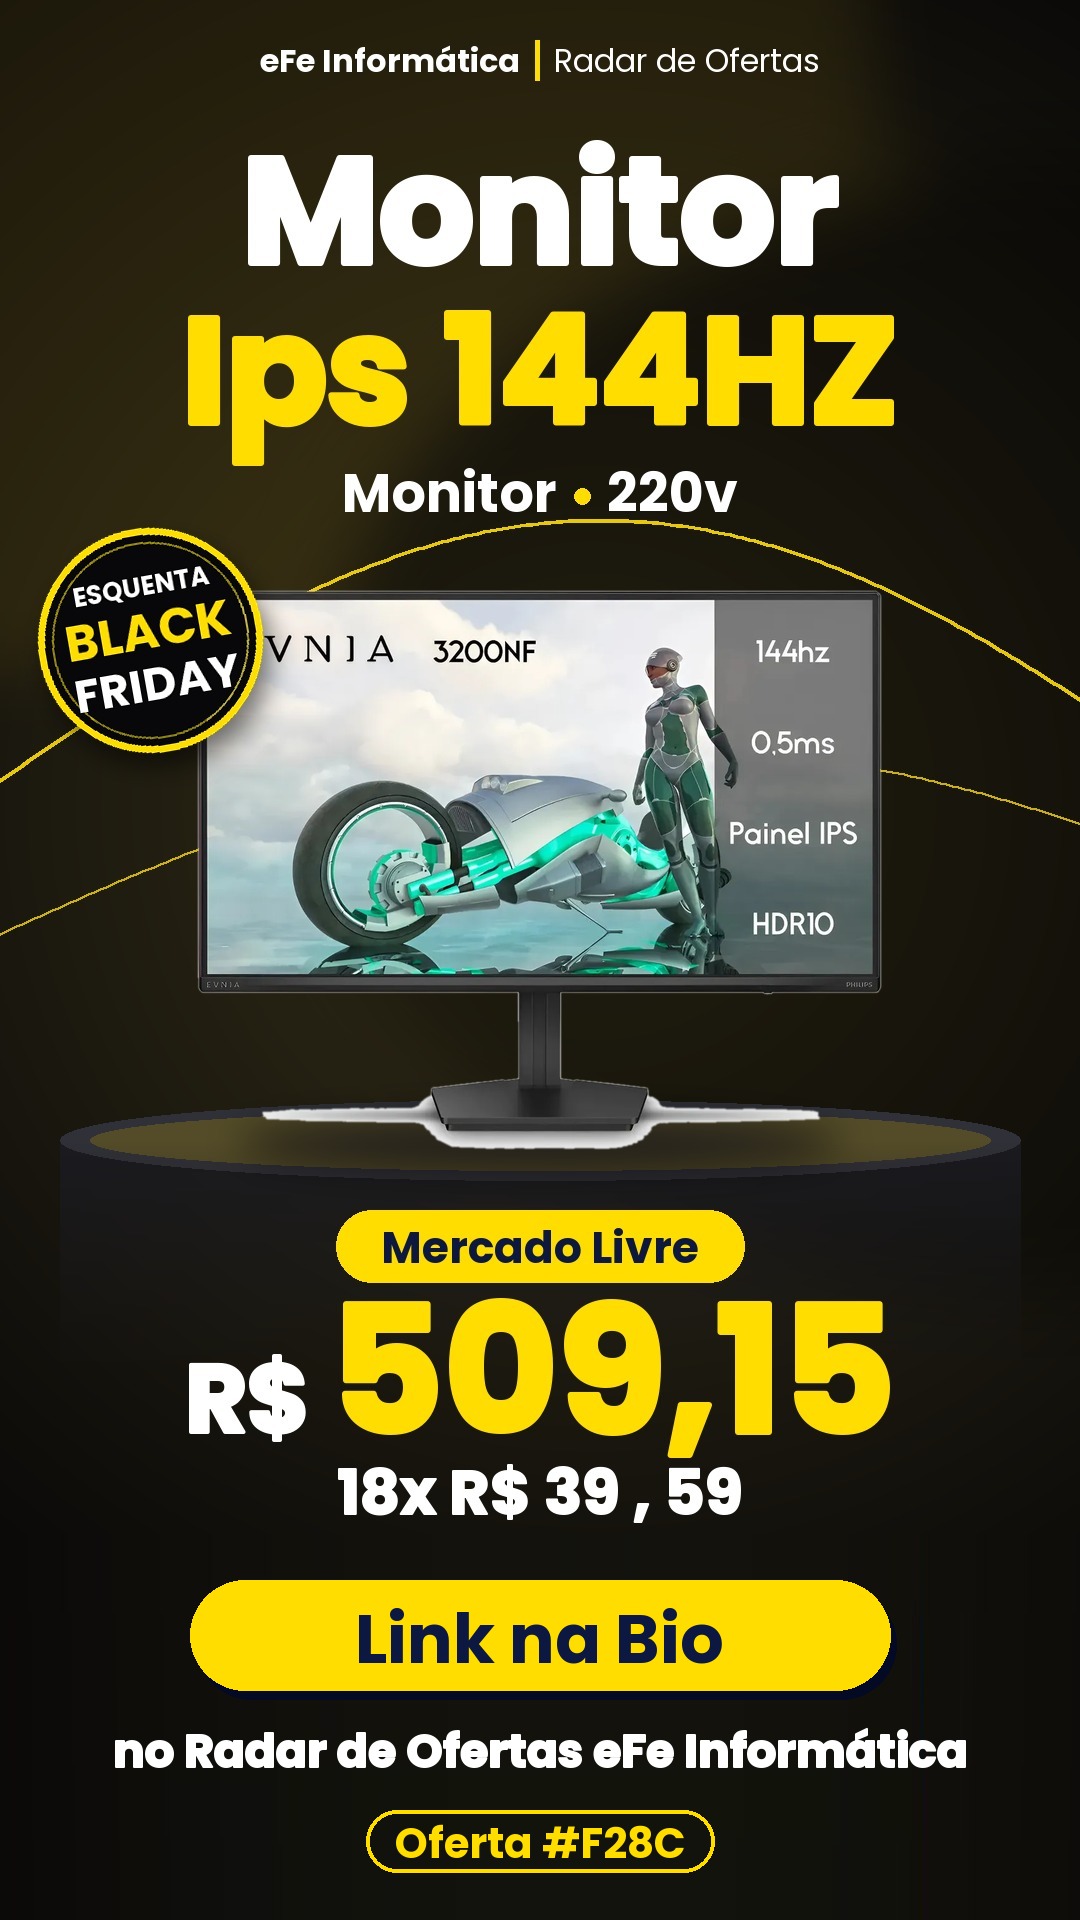 eFe Informática | Radar de Ofertas
Monitor
Ips 144HZ
Monitor • 220v
ESQUENTA
BLACK
FRIDAY
VNIA 3200NF
144hz
0,5ms
Painel IPS
HDR10
EVNIA
PHILIPS
Mercado Livre
R$ 509,15
18x R$ 39 , 59
Link na Bio
no Radar de Ofertas eFe Informática
Oferta #F28C